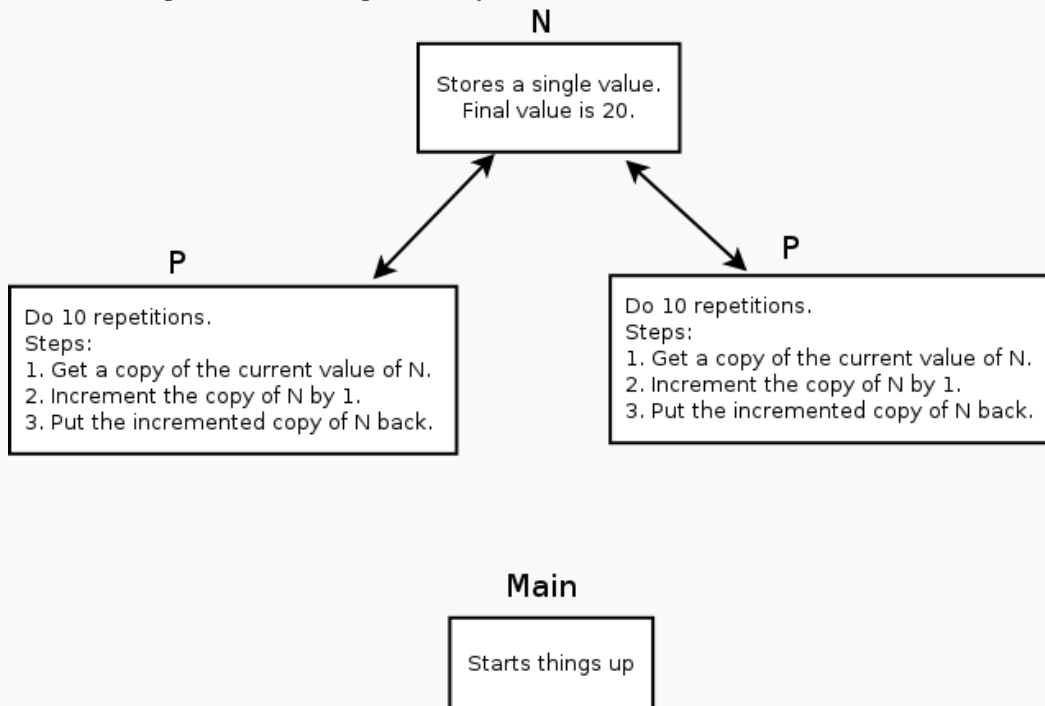 N
Stores a single value.
Final value is 20.
P
Do 10 repetitions.
Steps:
1. Get a copy of the current value of N.
2. Increment the copy of N by 1.
3. Put the incremented copy of N back.
P
Do 10 repetitions.
Steps:
1. Get a copy of the current value of N.
2. Increment the copy of N by 1.
3. Put the incremented copy of N back.
Main
Starts things up